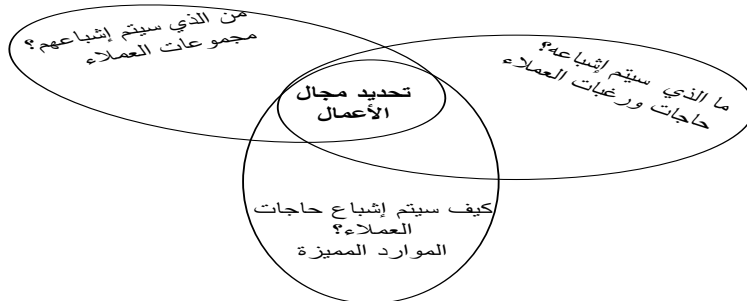 من الذي سيتم إشباعهم؟
مجموعات العملاء
ما الذي سيتم إشباعه؟
حاجات ورغبات العملاء
تحديد مجال
الأعمال
كيف سيتم إشباع حاجات
العملاء؟
الموارد المميزة